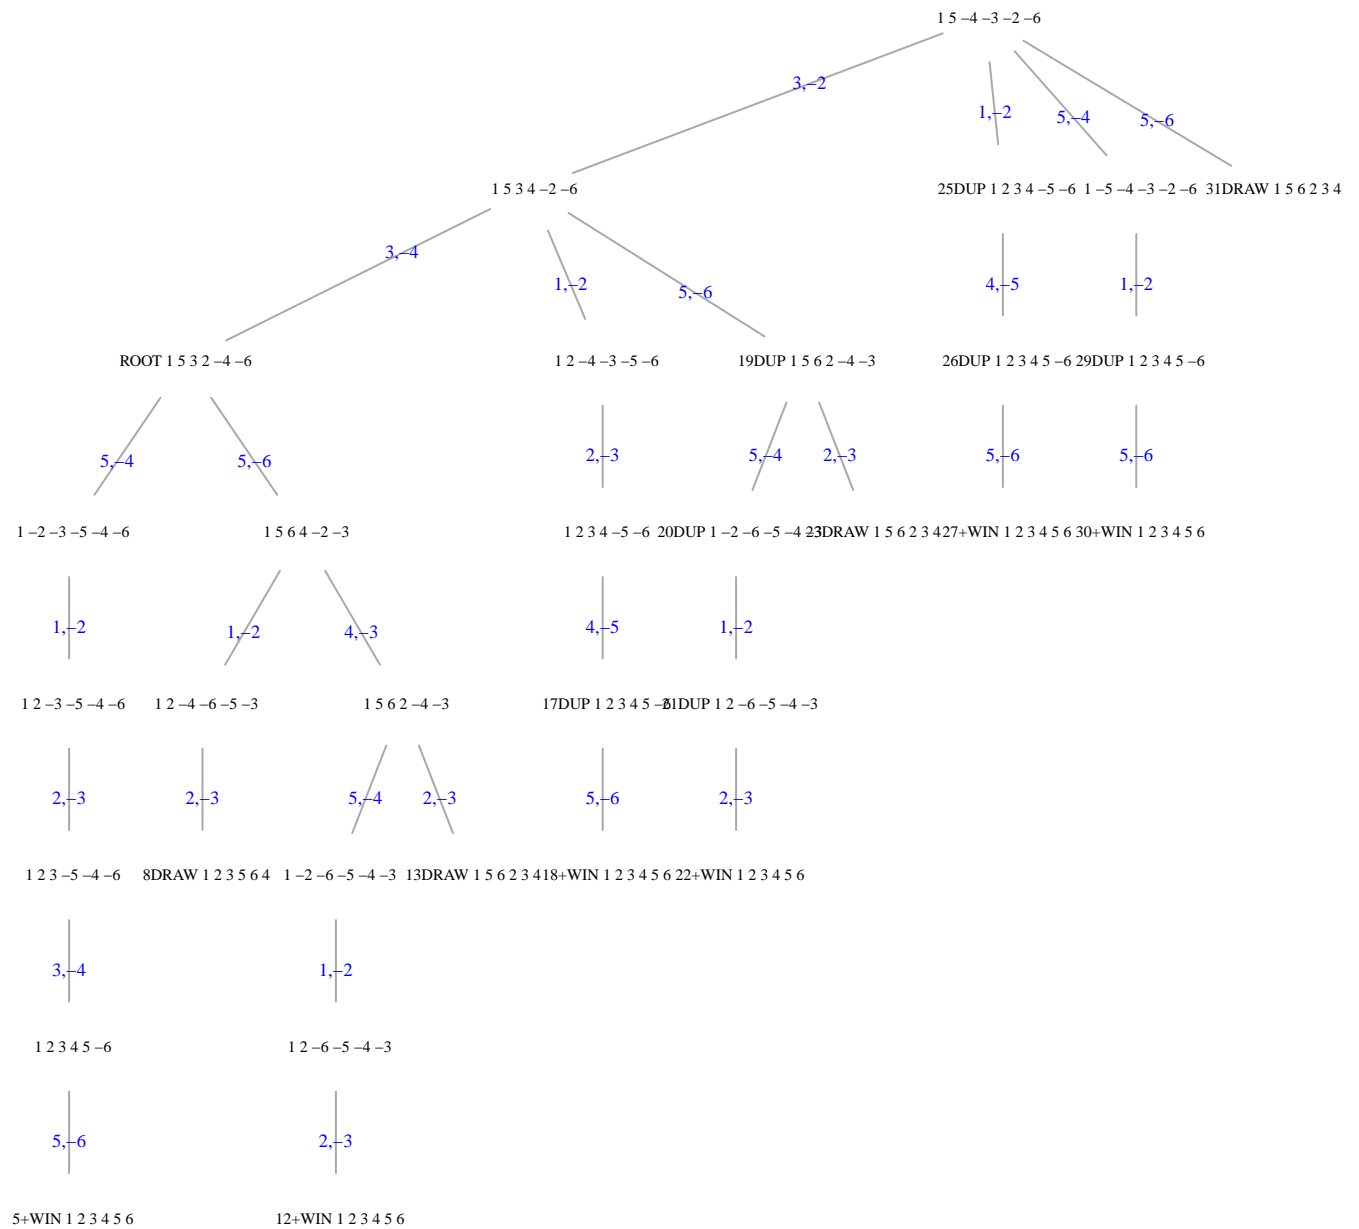 1 5 −4 −3 −2 −6
3,−2
1,−2
5,−4
5,−6
1 5 3 4 −2 −6
25DUP 1 2 3 4 −5 −6
1 −5 −4 −3 −2 −6
31DRAW 1 5 6 2 3 4
3,−4
1,−2
5,−6
4,−5
1,−2
ROOT 1 5 3 2 −4 −6
1 2 −4 −3 −5 −6
19DUP 1 5 6 2 −4 −3
26DUP 1 2 3 4 5 −6
29DUP 1 2 3 4 5 −6
5,−4
5,−6
2,−3
5,−4
2,−3
5,−6
5,−6
1 −2 −3 −5 −4 −6
1 5 6 4 −2 −3
1 2 3 4 −5 −6
20DUP 1 −2 −6 −5 −4 −3
23DRAW 1 5 6 2 3 4
27+WIN 1 2 3 4 5 6
30+WIN 1 2 3 4 5 6
1,−2
1,−2
4,−3
4,−5
1,−2
1 2 −3 −5 −4 −6
1 2 −4 −6 −5 −3
1 5 6 2 −4 −3
17DUP 1 2 3 4 5 −6
21DUP 1 2 −6 −5 −4 −3
2,−3
2,−3
5,−4
2,−3
5,−6
2,−3
1 2 3 −5 −4 −6
8DRAW 1 2 3 5 6 4
1 −2 −6 −5 −4 −3
13DRAW 1 5 6 2 3 4
18+WIN 1 2 3 4 5 6
22+WIN 1 2 3 4 5 6
3,−4
1,−2
1 2 3 4 5 −6
1 2 −6 −5 −4 −3
5,−6
2,−3
5+WIN 1 2 3 4 5 6
12+WIN 1 2 3 4 5 6